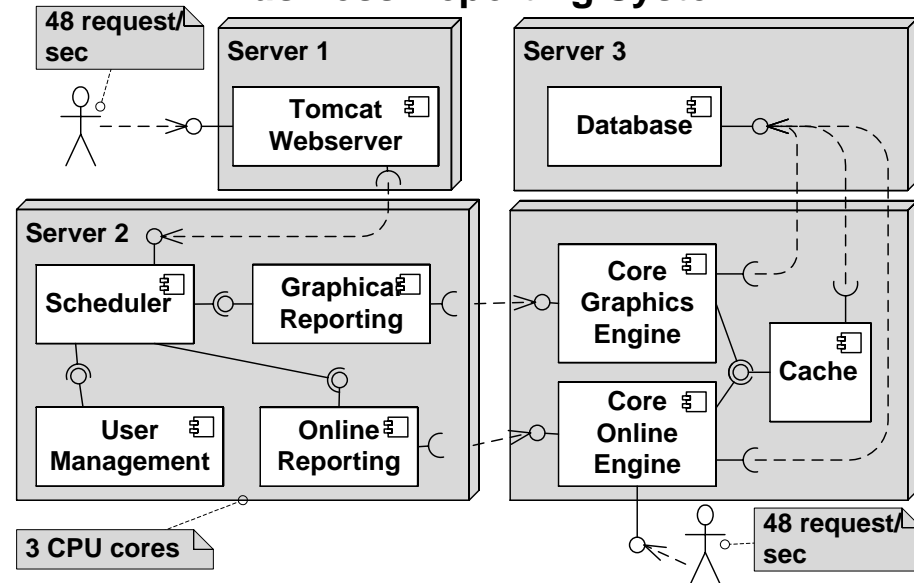 48 request/
sec
Server 1
Tomcat
Webserver
Server 3
Database
Server 2
Scheduler
Graphical
Reporting
User
Management
Online
Reporting
Core
Graphics
Engine
Cache
Core
Online
Engine
3 CPU cores
48 request/
sec